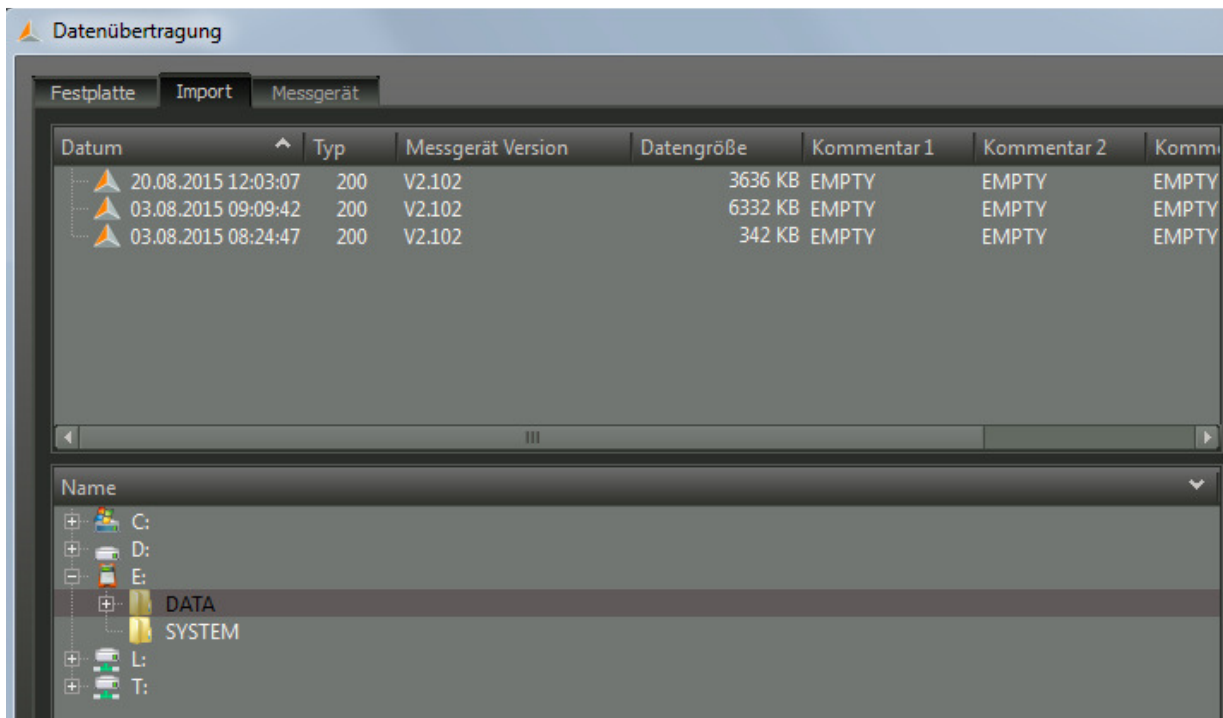 Datenübertragung
Festplatte Import Messgerät
Datum Typ Messgerät Version Datengröße Kommentar 1 Kommentar 2 Komme
20.08.2015 12:03:07 200 V2.102 3636 KB EMPTY EMPTY EMPTY
03.08.2015 09:09:42 200 V2.102 6332 KB EMPTY EMPTY EMPTY
03.08.2015 08:24:47 200 V2.102 342 KB EMPTY EMPTY EMPTY
Name
C:
D:
E:
DATA
SYSTEM
L:
T: